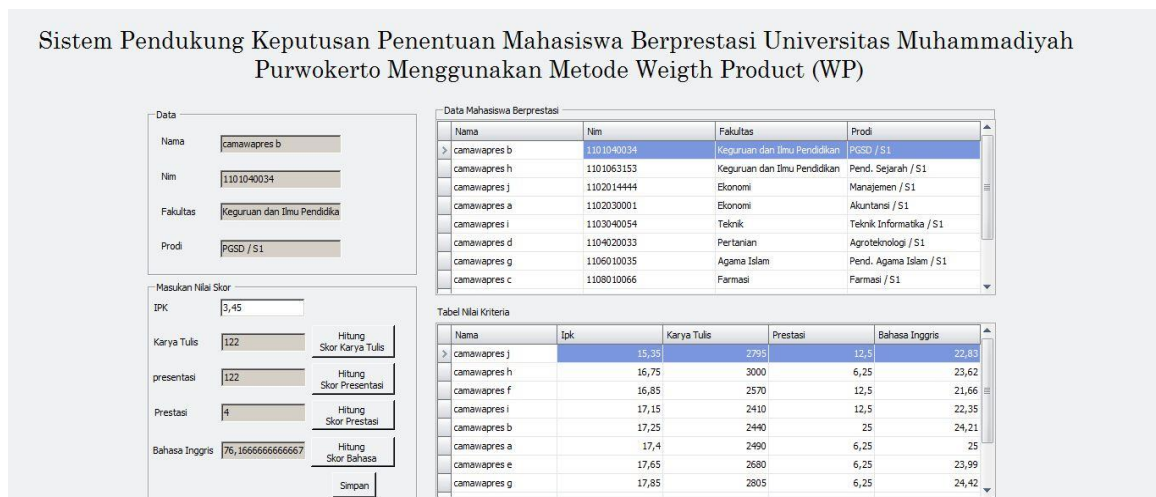 Sistem Pendukung Keputusan Penentuan Mahasiswa Berprestasi Universitas Muhammadiyah
Purwokerto Menggunakan Metode Weigth Product (WP)
Data
Nama camawapres b
Nim 1101040034
Fakultas Keguruan dan Ilmu Pendidika
Prodi PGSD / S1
Masukan Nilai Skor
IPK 3,45
Karya Tulis 122 Hitung
Skor Karya Tulis
presentasi 122 Hitung
Skor Presentasi
Prestasi 4 Hitung
Skor Prestasi
Bahasa Inggris 76,1666666666667 Hitung
Skor Bahasa
Simpan
Data Mahasiswa Berprestasi
Nama Nim Fakultas Prodi
camawapres b 1101040034 Keguruan dan Ilmu Pendidikan PGSD / S1
camawapres h 1101063153 Keguruan dan Ilmu Pendidikan Pend. Sejarah / S1
camawapres j 1102014444 Ekonomi Manajemen / S1
camawapres a 1102030001 Ekonomi Akuntansi / S1
camawapres i 1103040054 Teknik Teknik Informatika / S1
camawapres d 1104020033 Pertanian Agroteknologi / S1
camawapres g 1106010035 Agama Islam Pend. Agama Islam / S1
camawapres c 1108010066 Farmasi Farmasi / S1
Tabel Nilai Kriteria
Nama Ipk Karya Tulis Prestasi Bahasa Inggris
camawapres j 15,35 2795 12,5 22,83
camawapres h 16,75 3000 6,25 23,62
camawapres f 16,85 2570 12,5 21,66
camawapres i 17,15 2410 12,5 22,35
camawapres b 17,25 2440 25 24,21
camawapres a 17,4 2490 6,25 25
camawapres e 17,65 2680 6,25 23,99
camawapres g 17,85 2805 6,25 24,42